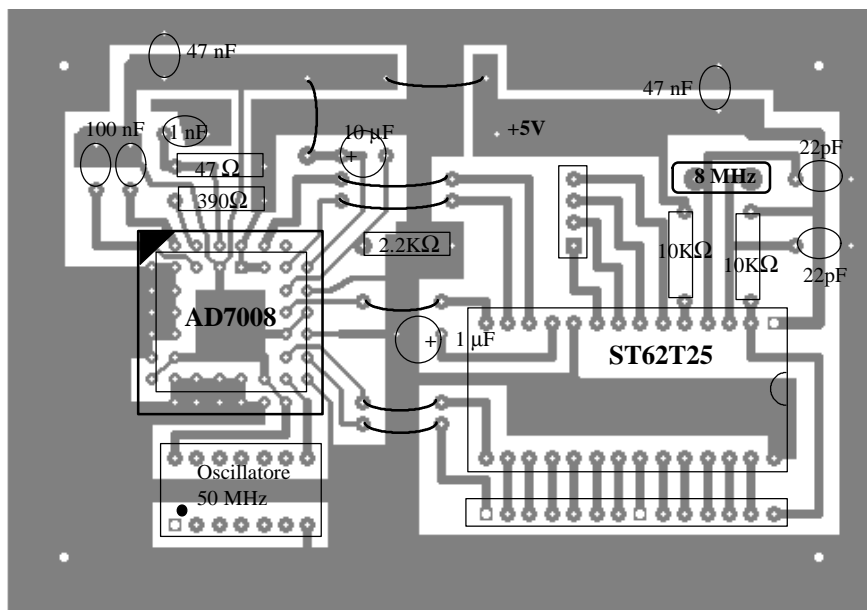 47 nF
47 nF
100 nF
1 nF
10 µF
+
+5V
47 Ω
390Ω
8 MHz
22pF
2.2KΩ
10KΩ
10KΩ
22pF
AD7008
+
1 µF
ST62T25
Oscillatore
50 MHz